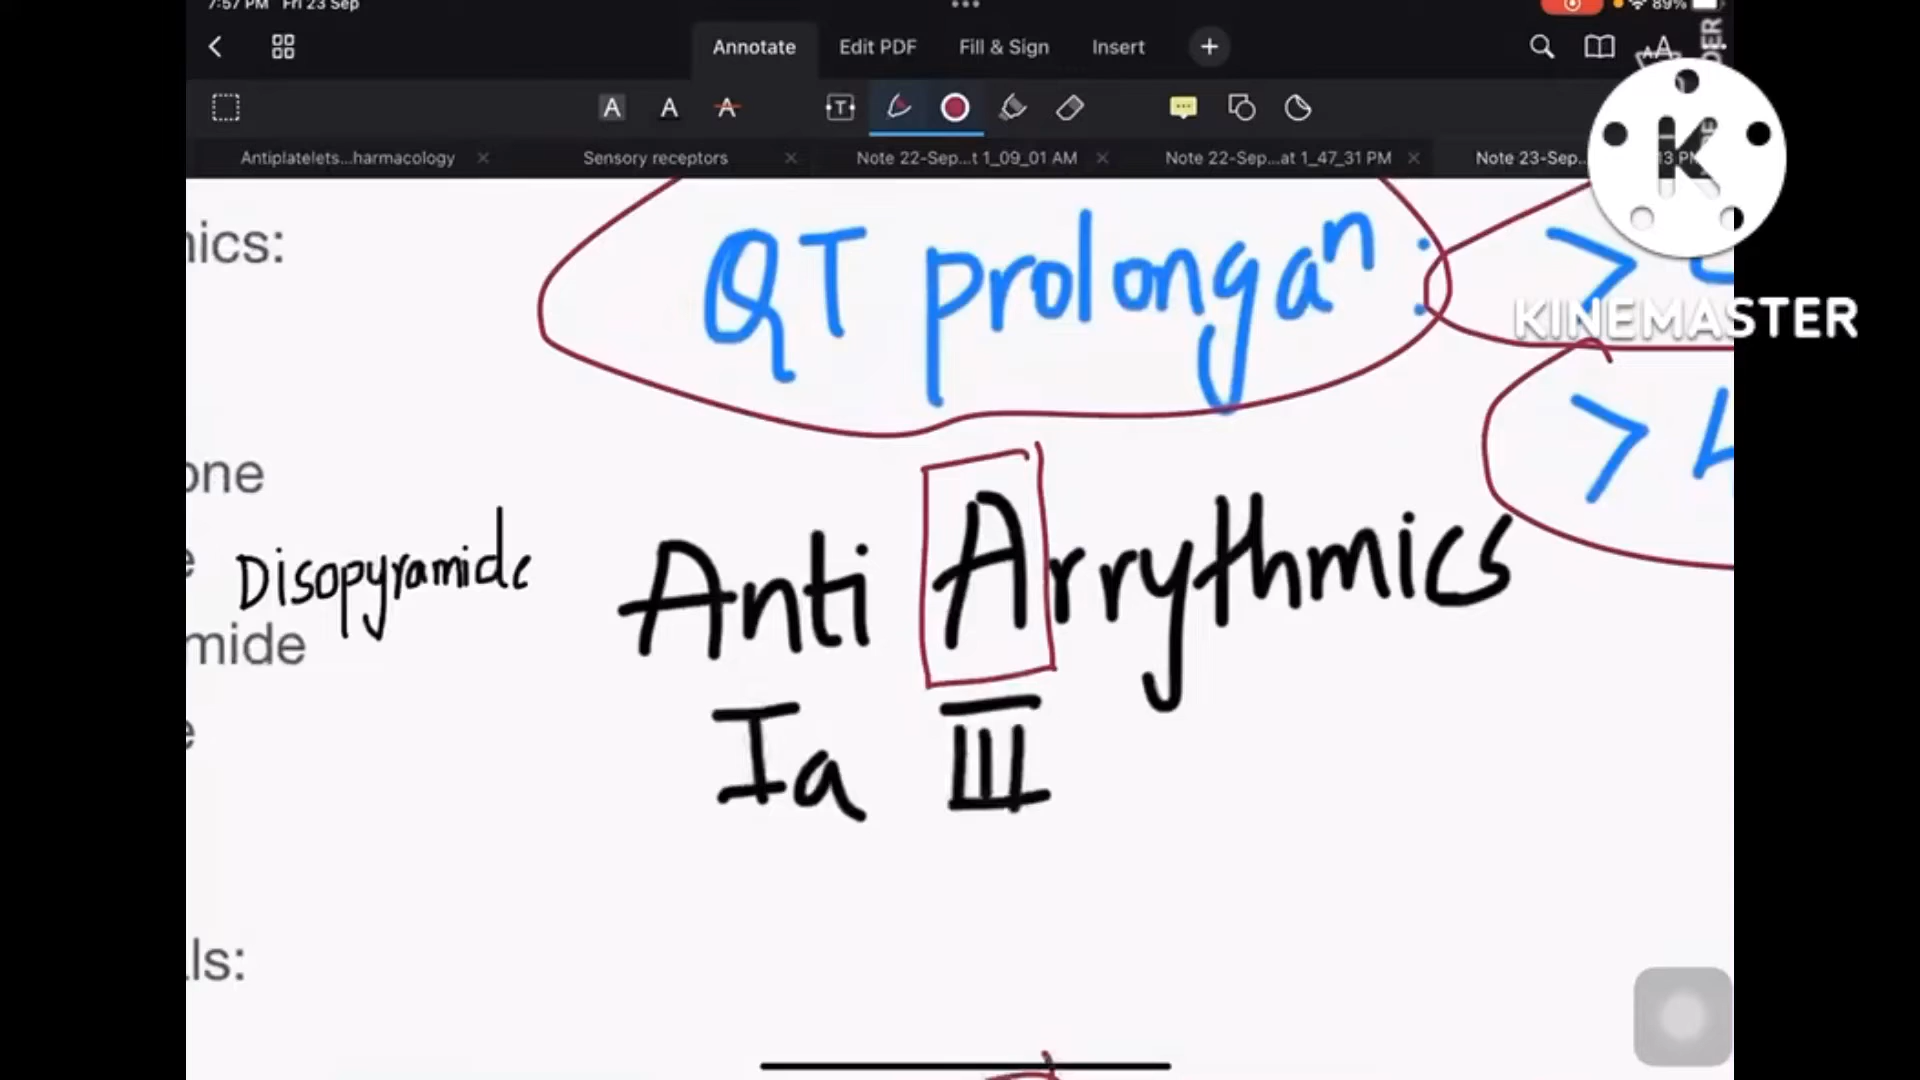 7:57 PM Fri 23 Sep
89%
Annotate Edit PDF Fill & Sign Insert
A A A T
Antiplatelets...harmacology Sensory receptors Note 22-Sep...t 1_09_01 AM Note 22-Sep...at 1_47_31 PM Note 23-Sep...
KINEMASTER
nics:
QT prolongaⁿ :
one
Disopyramide
Anti Arrythmics
mide
Ia III
ls: